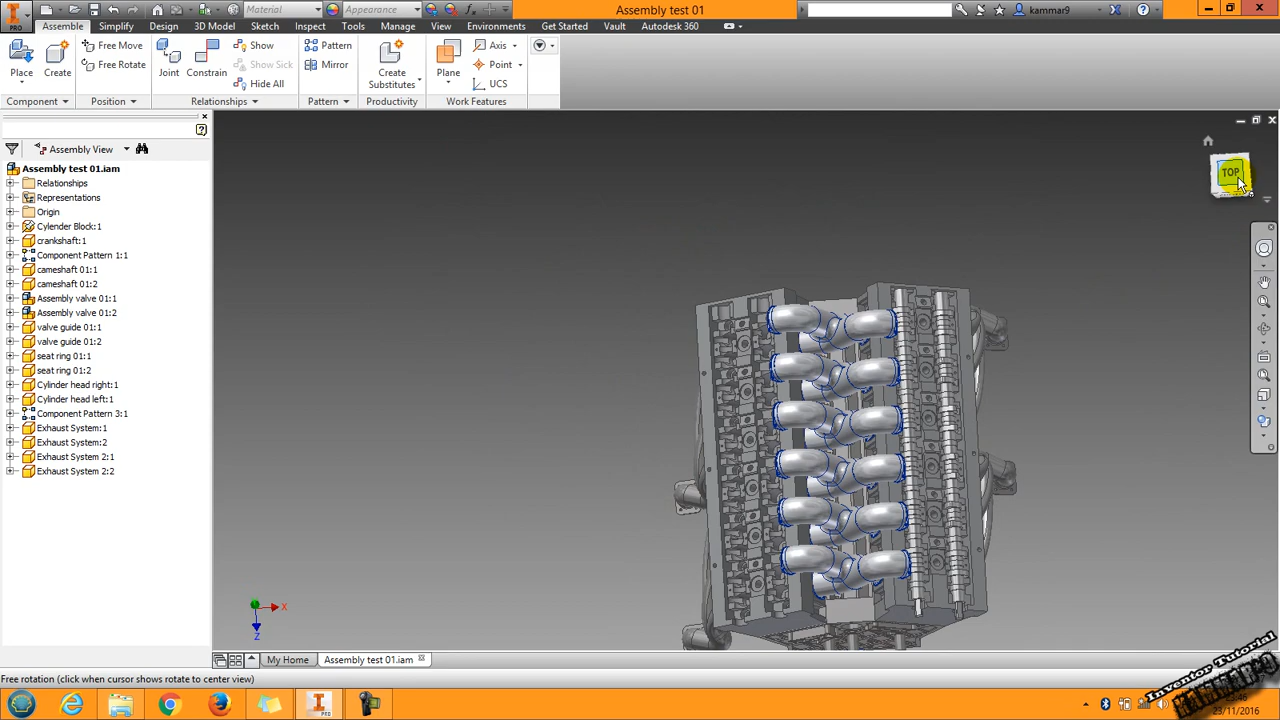 Material
Appearance
Assembly test 01
kammar9
PRO
Assemble Simplify Design 3D Model Sketch Inspect Tools Manage View Environments Get Started Vault Autodesk 360
Place
Create
Free Move
Free Rotate
Joint
Constrain
Show
Show Sick
Hide All
Pattern
Mirror
Create
Substitutes
Plane
Axis
Point
UCS
Component Position Relationships Pattern Productivity Work Features
Assembly View
Assembly test 01.iam
Relationships
Representations
Origin
Cylender Block:1
crankshaft:1
Component Pattern 1:1
cameshaft 01:1
cameshaft 01:2
Assembly valve 01:1
Assembly valve 01:2
valve guide 01:1
valve guide 01:2
seat ring 01:1
seat ring 01:2
Cylinder head right:1
Cylinder head left:1
Component Pattern 3:1
Exhaust System:1
Exhaust System:2
Exhaust System 2:1
Exhaust System 2:2
TOP
X
Z
My Home
Assembly test 01.iam
Free rotation (click when cursor shows rotate to center view)
Inventor Tutorial
23/11/2016
PRO